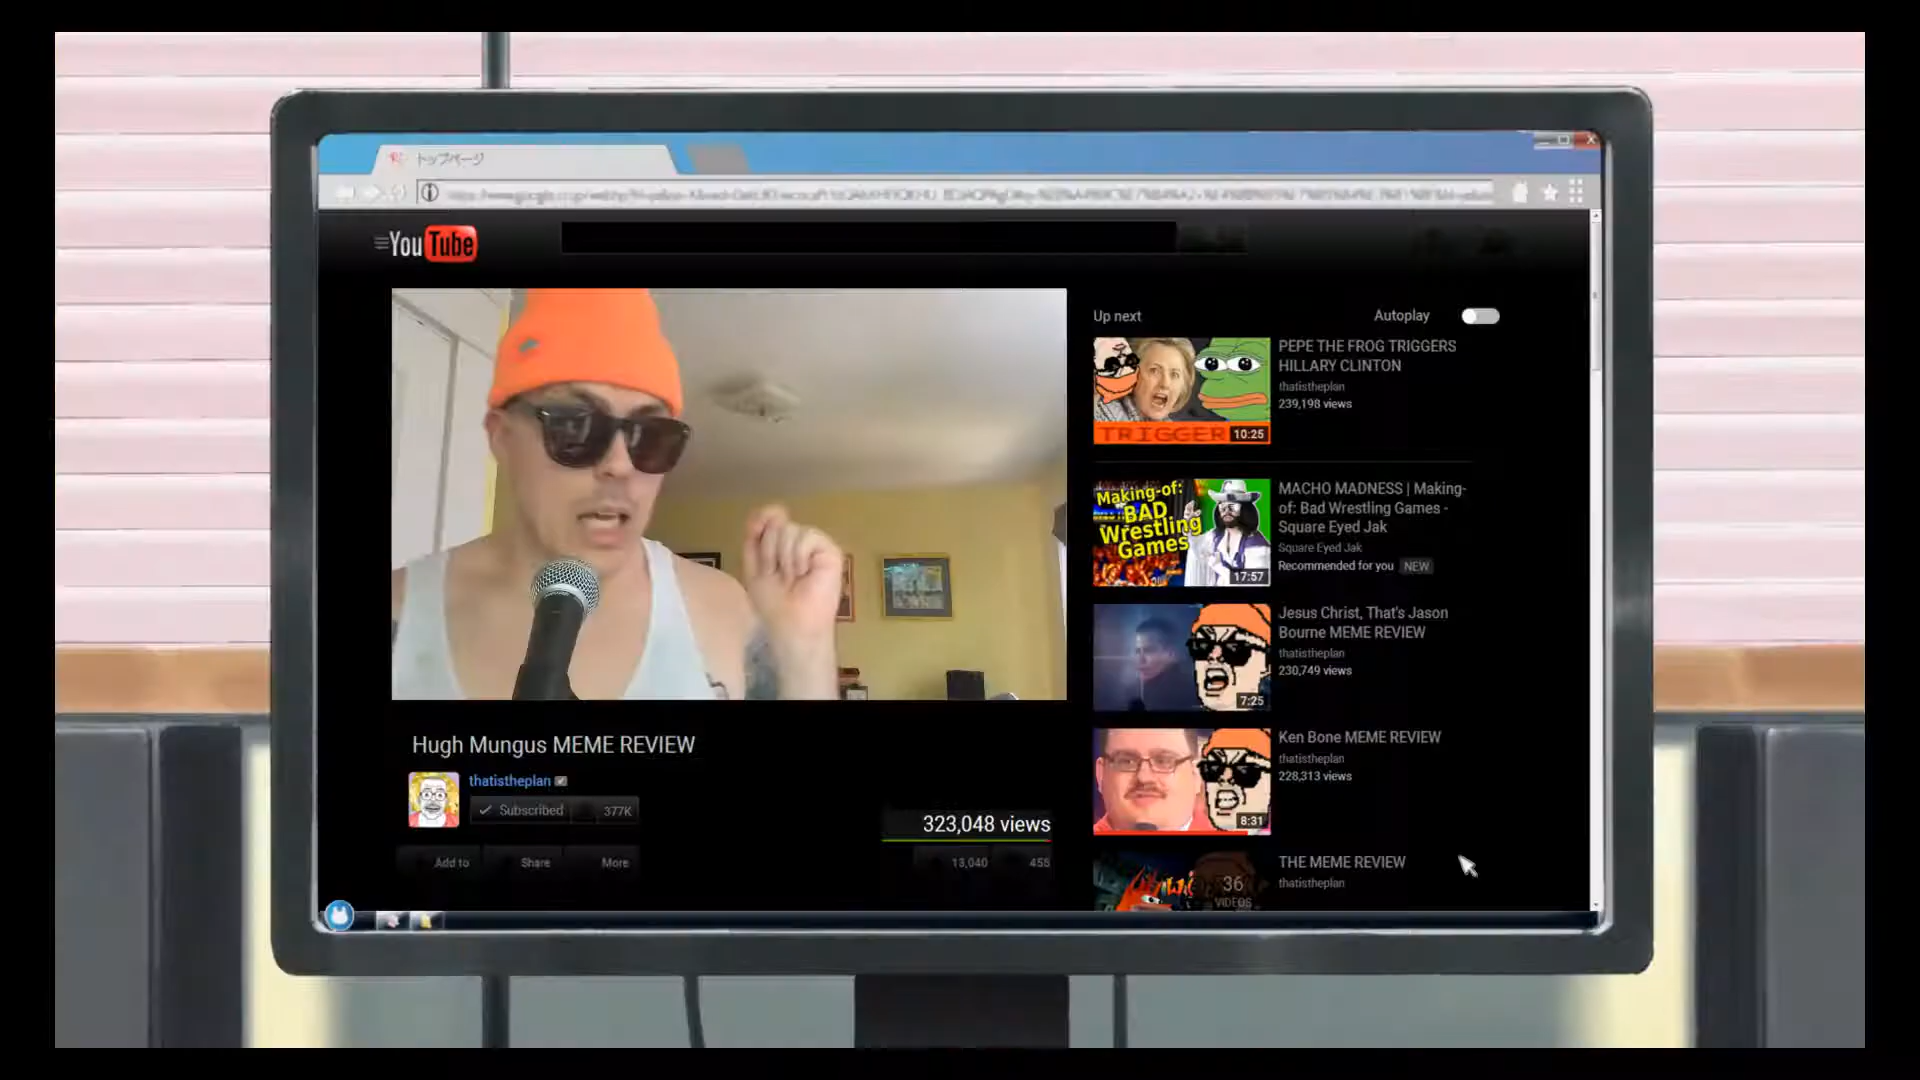 トップページ
YouTube
Up next
Autoplay
PEPE THE FROG TRIGGERS
HILLARY CLINTON
thatistheplan
239,198 views
TRIGGER
10:25
Making-of:
BAD
Wrestling
Games
17:57
MACHO MADNESS | Making-
of: Bad Wrestling Games -
Square Eyed Jak
Square Eyed Jak
Recommended for you NEW
Jesus Christ, That's Jason
Bourne MEME REVIEW
thatistheplan
230,749 views
7:25
Ken Bone MEME REVIEW
thatistheplan
228,313 views
8:31
THE MEME REVIEW
thatistheplan
36
VIDEOS
Hugh Mungus MEME REVIEW
thatistheplan
Subscribed 377K
323,048 views
Add to Share More
13,040 455